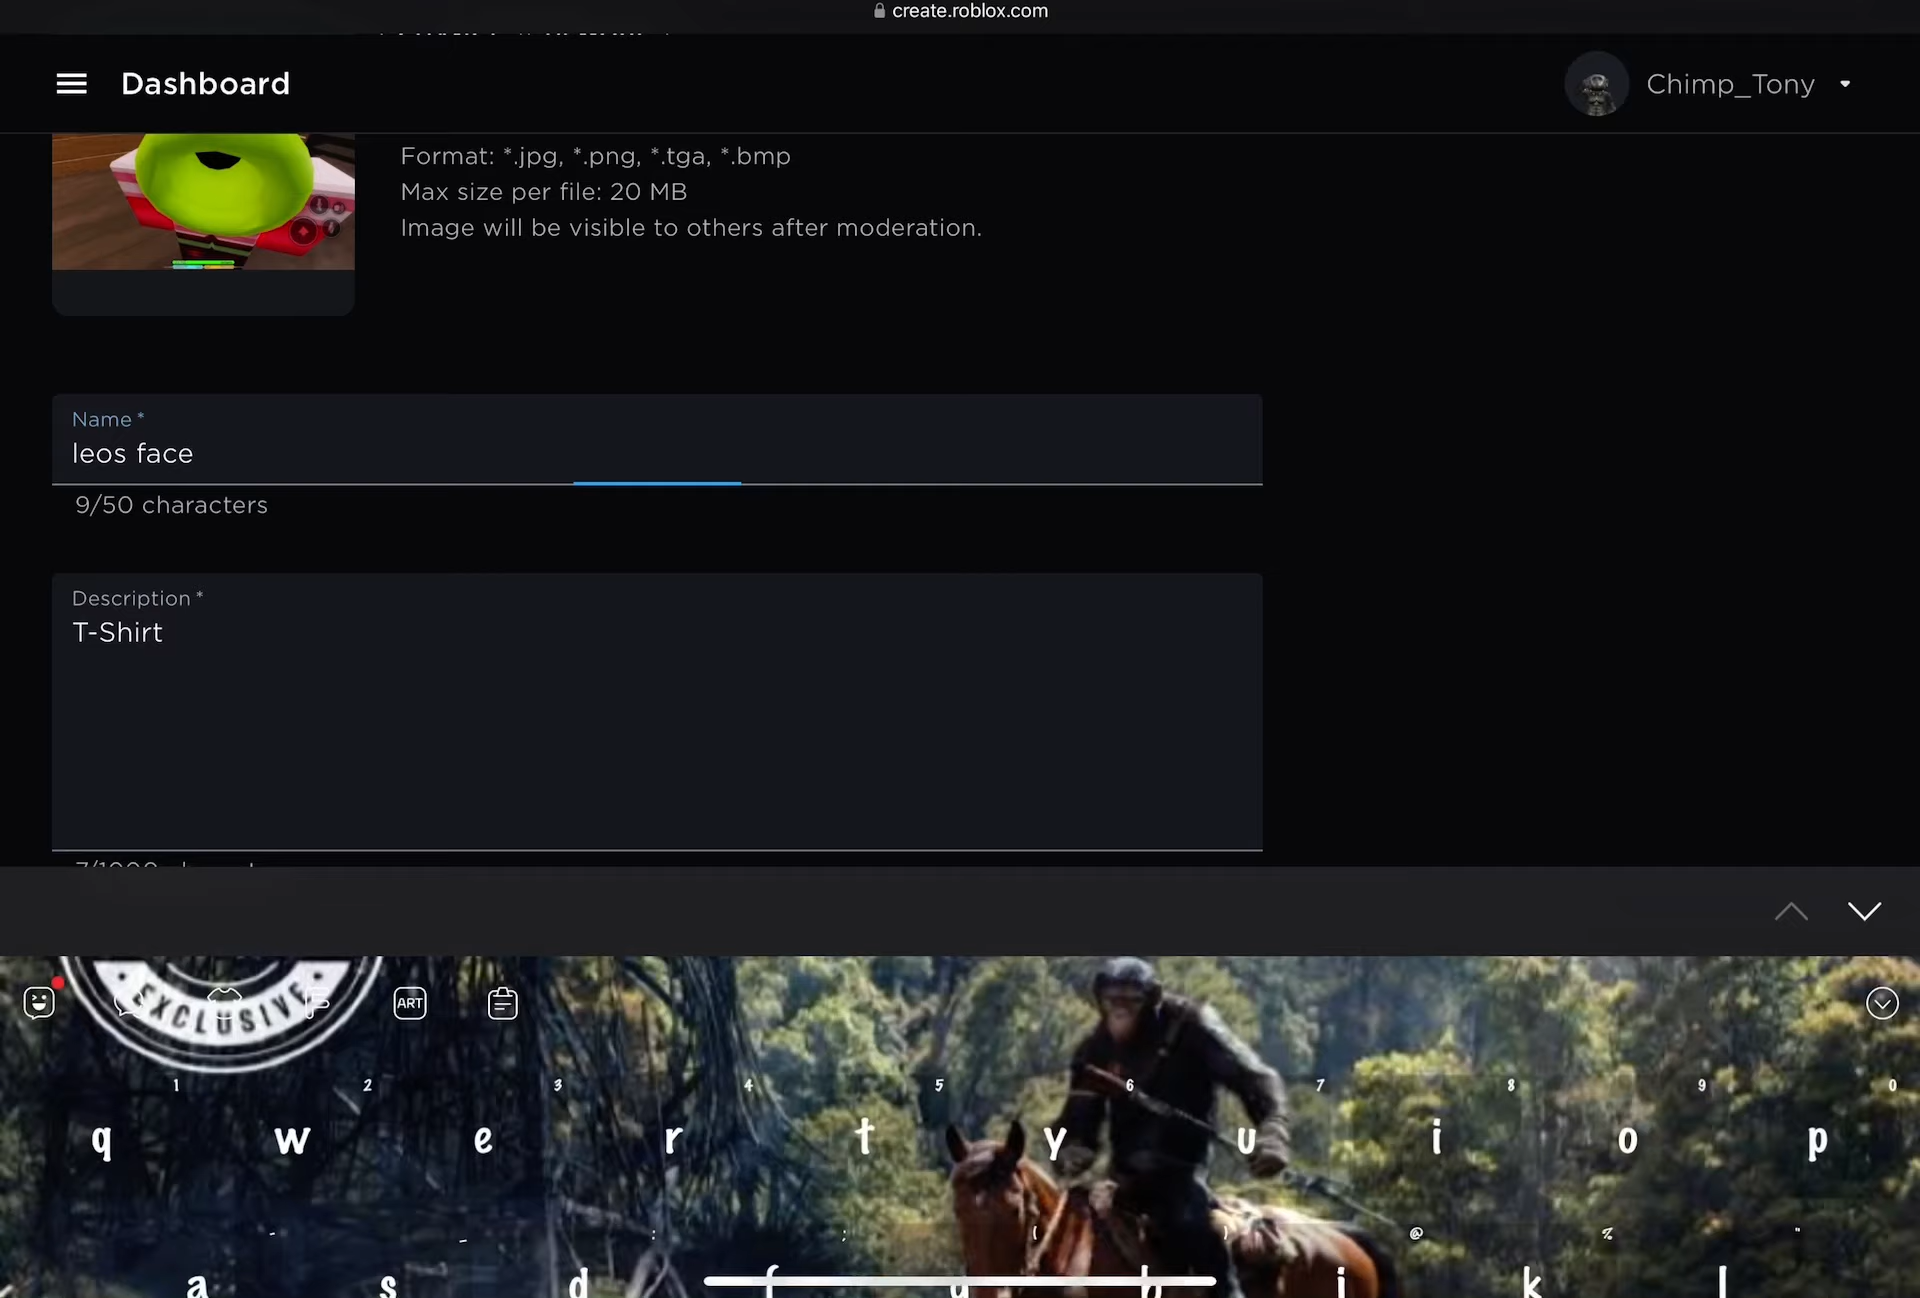 create.roblox.com
Dashboard
Chimp_Tony
Format: *.jpg, *.png, *.tga, *.bmp
Max size per file: 20 MB
Image will be visible to others after moderation.
Name *
leos face
9/50 characters
Description *
T-Shirt
EXCLUSIVE
ART
1 2 3 4 5 6 7 8 9 0
q w e r t y u i o p
- _ : ; ( ) @ % "
a s d f g h j k l